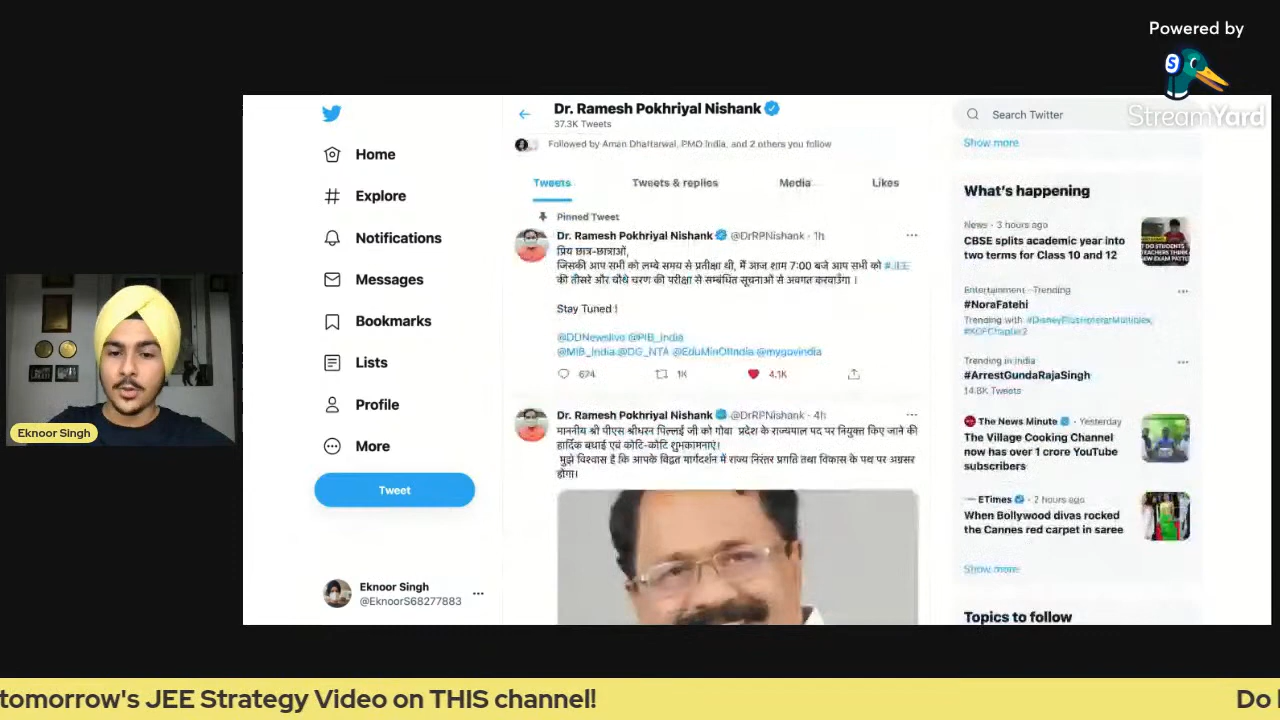 Powered by
StreamYard
Home
Explore
Notifications
Messages
Bookmarks
Lists
Profile
More
Tweet
Eknoor Singh
@EknoorS68277883
Dr. Ramesh Pokhriyal Nishank
37.3K Tweets
Followed by Aman Dhattarwal, PMO India, and 2 others you follow
Tweets Tweets & replies Media Likes
Pinned Tweet
Dr. Ramesh Pokhriyal Nishank @DrRPNishank · 1h
प्रिय छात्र-छात्राओं,
जिसकी आप सभी को लम्बे समय से प्रतीक्षा थी, मैं आज शाम 7:00 बजे आप सभी को #JEE
की तीसरे और चौथे चरण की परीक्षा से सम्बंधित सूचनाओं से अवगत करवाउँगा ।
Stay Tuned !
@DDNewslive @PIB_India
@MIB_India @DG_NTA @EduMinOfIndia @mygovindia
674 1K 4.1K
Dr. Ramesh Pokhriyal Nishank @DrRPNishank · 4h
माननीय श्री पीएस श्रीधरन पिल्लई जी को गोवा प्रदेश के राज्यपाल पद पर नियुक्त किए जाने की
हार्दिक बधाई एवं कोटि-कोटि शुभकामनाएं।
मुझे विश्वास है कि आपके विद्वत मार्गदर्शन में राज्य निरंतर प्रगति तथा विकास के पथ पर अग्रसर
होगा।
Search Twitter
Show more
What's happening
News · 3 hours ago
CBSE splits academic year into
two terms for Class 10 and 12
Entertainment · Trending
#NoraFatehi
Trending with #DisneyPlusHotstarMultiplex,
Trending in India
#ArrestGundaRajaSingh
14.8K Tweets
The News Minute · Yesterday
The Village Cooking Channel
now has over 1 crore YouTube
subscribers
ETimes · 2 hours ago
When Bollywood divas rocked
the Cannes red carpet in saree
Show more
Topics to follow
Eknoor Singh
tomorrow's JEE Strategy Video on THIS channel!
Do